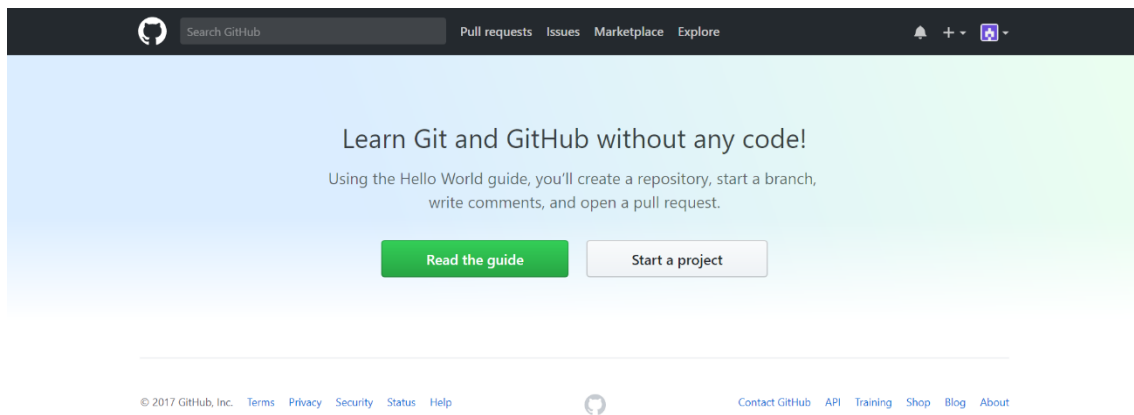 Search GitHub Pull requests Issues Marketplace Explore
Learn Git and GitHub without any code!
Using the Hello World guide, you’ll create a repository, start a branch,
write comments, and open a pull request.
Read the guide Start a project
© 2017 GitHub, Inc. Terms Privacy Security Status Help Contact GitHub API Training Shop Blog About